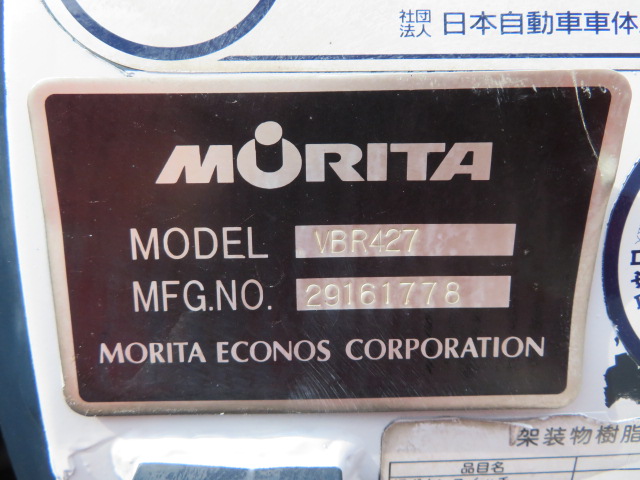 社団
法人 日本自動車車体
MORITA
MODEL VBR427
MFG.NO. 29161778
MORITA ECONOS CORPORATION
架装物樹脂
品目名